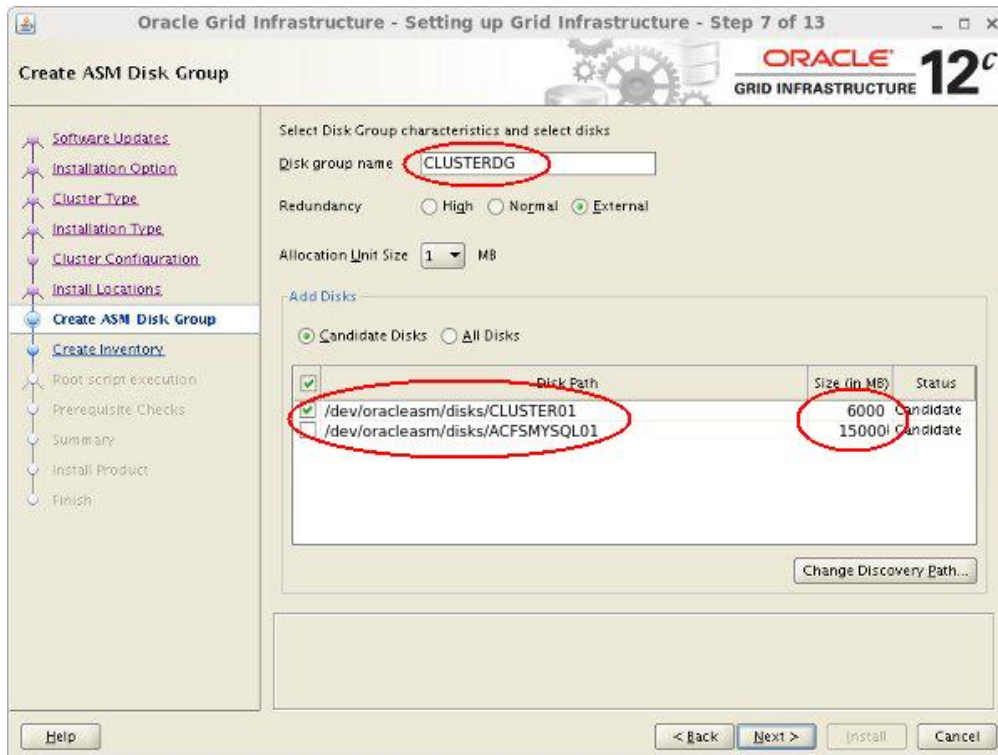 Oracle Grid Infrastructure - Setting up Grid Infrastructure - Step 7 of 13
Create ASM Disk Group
ORACLE
GRID INFRASTRUCTURE
12c
Software Updates
Installation Option
Cluster Type
Installation Type
Cluster Configuration
Install Locations
Create ASM Disk Group
Create Inventory
Root script execution
Prerequisite Checks
Summary
Install Product
Finish
Select Disk Group characteristics and select disks
Disk group name CLUSTERDG
Redundancy High Normal External
Allocation Unit Size 1 MB
Add Disks
Candidate Disks All Disks
Disk Path Size (in MB) Status
/dev/oracleasm/disks/CLUSTER01 6000 Candidate
/dev/oracleasm/disks/ACFSMYSQL01 15000 Candidate
Change Discovery Path...
Help < Back Next > Install Cancel